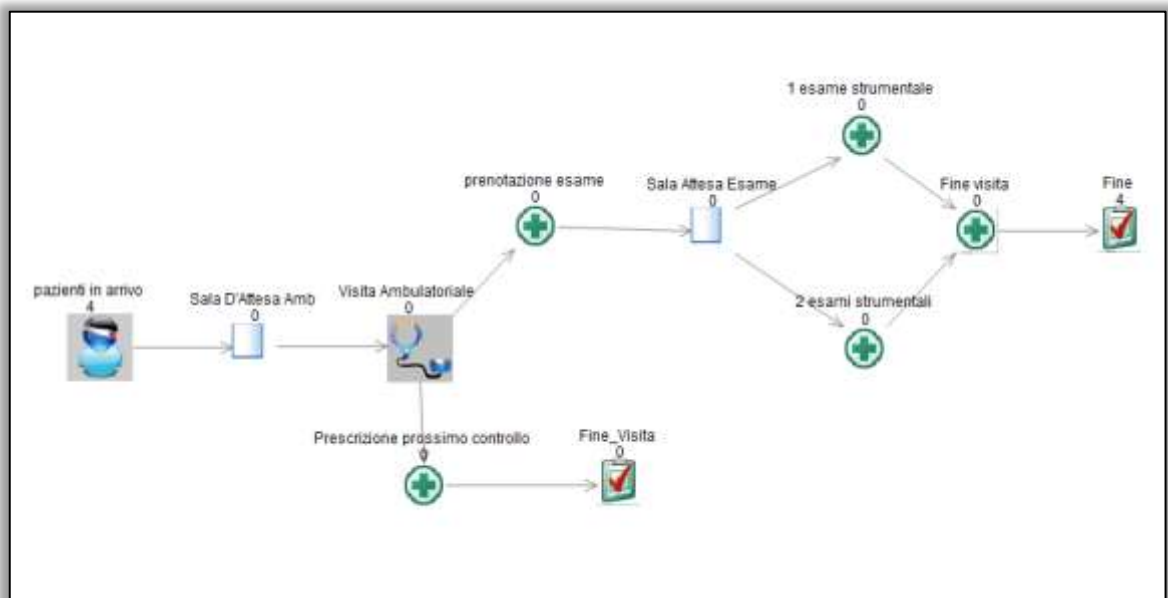 1 esame strumentale
0
prenotazione esame
0
Sala Attesa Esame
0
Fine visita
0
Fine
4
pazienti in arrivo
4
Sala D'Attesa Amb
0
Visita Ambulatoriale
0
2 esami strumentali
0
Prescrizione prossimo controllo
0
Fine_Visita
0